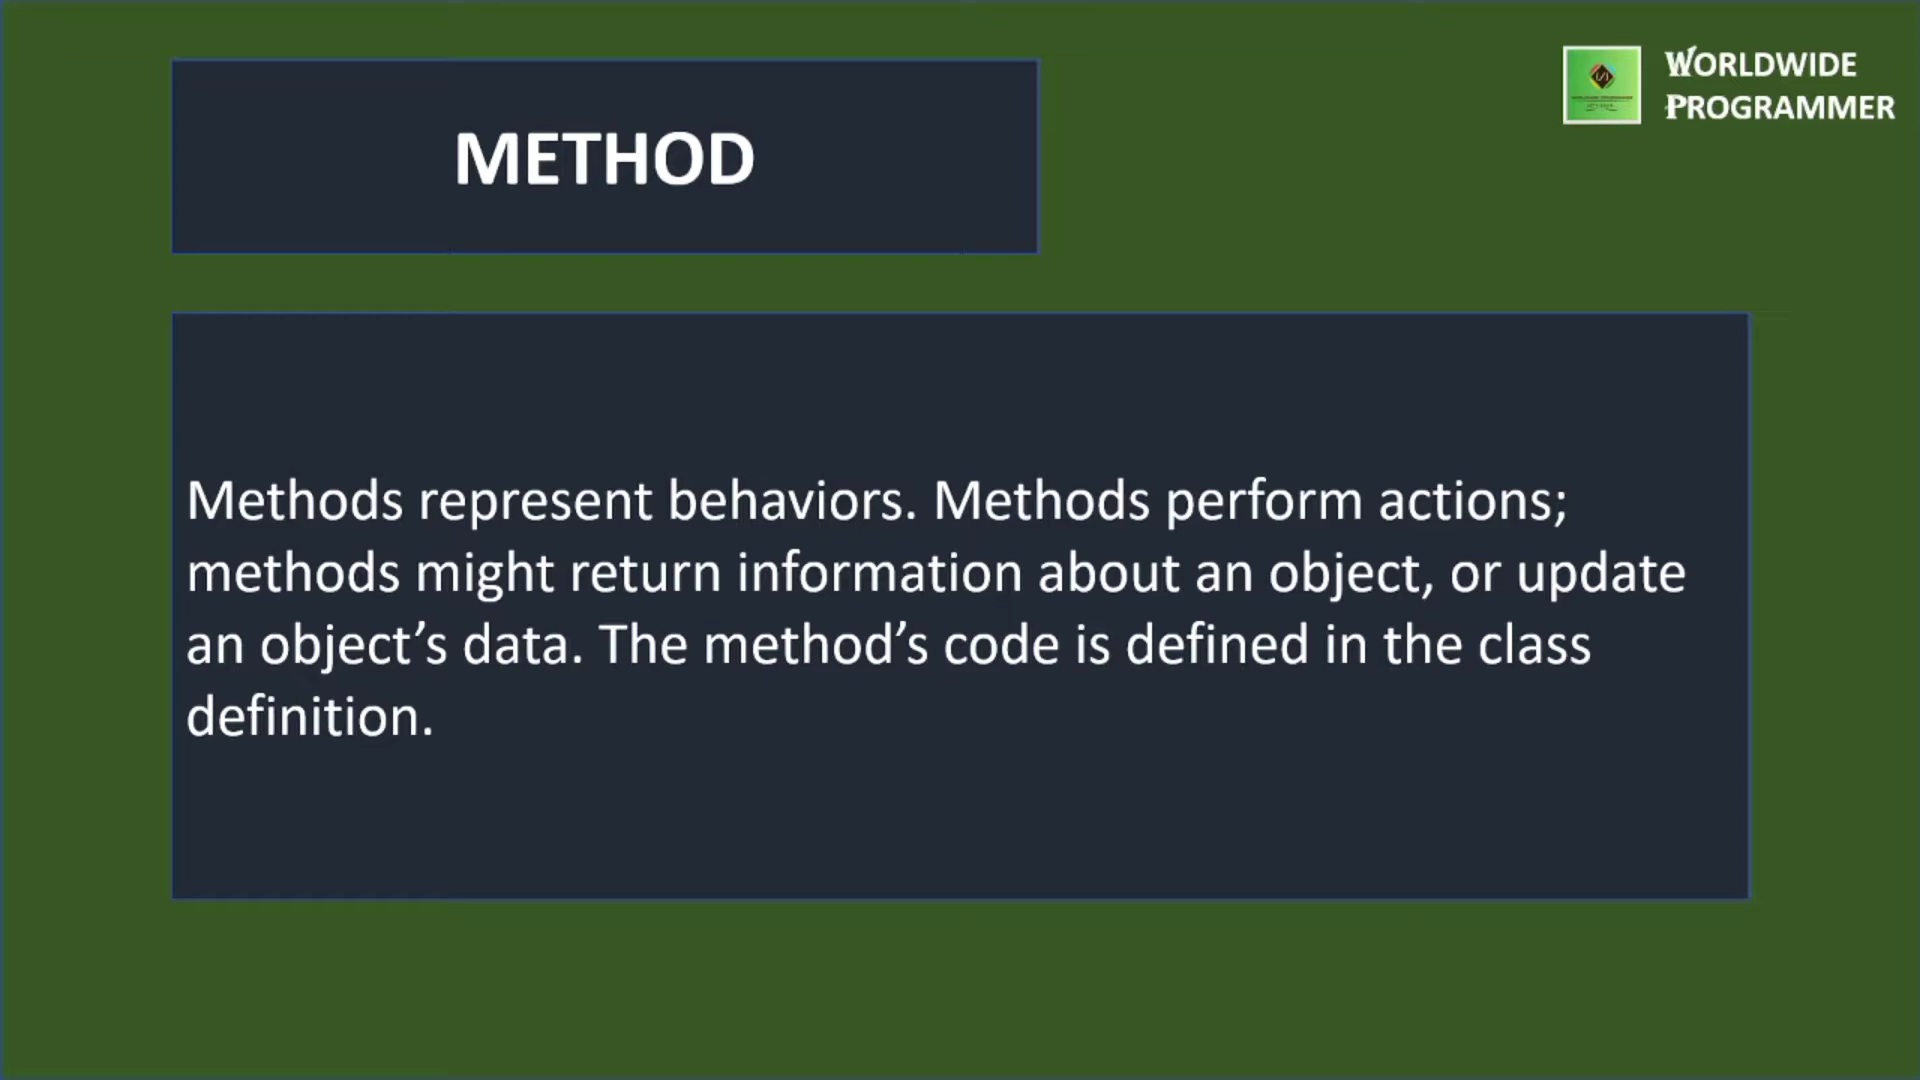 METHOD
WORLDWIDE
PROGRAMMER
Methods represent behaviors. Methods perform actions;
methods might return information about an object, or update
an object’s data. The method’s code is defined in the class
definition.